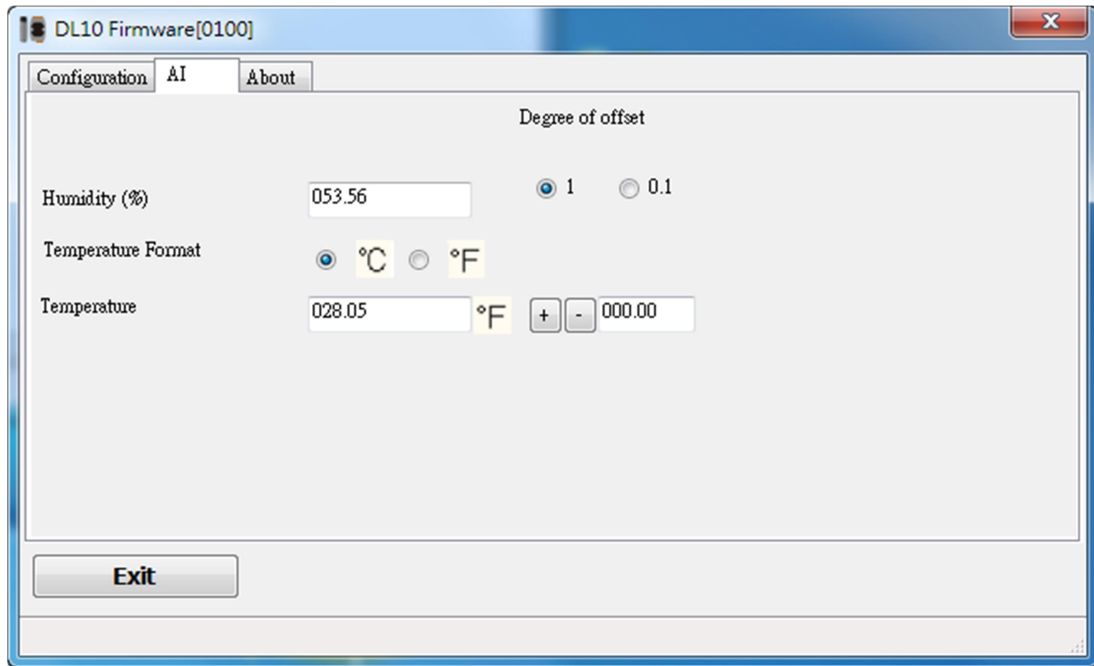 DL10 Firmware[0100]
Configuration AI About
Degree of offset
Humidity (%) 053.56 1 0.1
Temperature Format °C °F
Temperature 028.05 °F + - 000.00
Exit